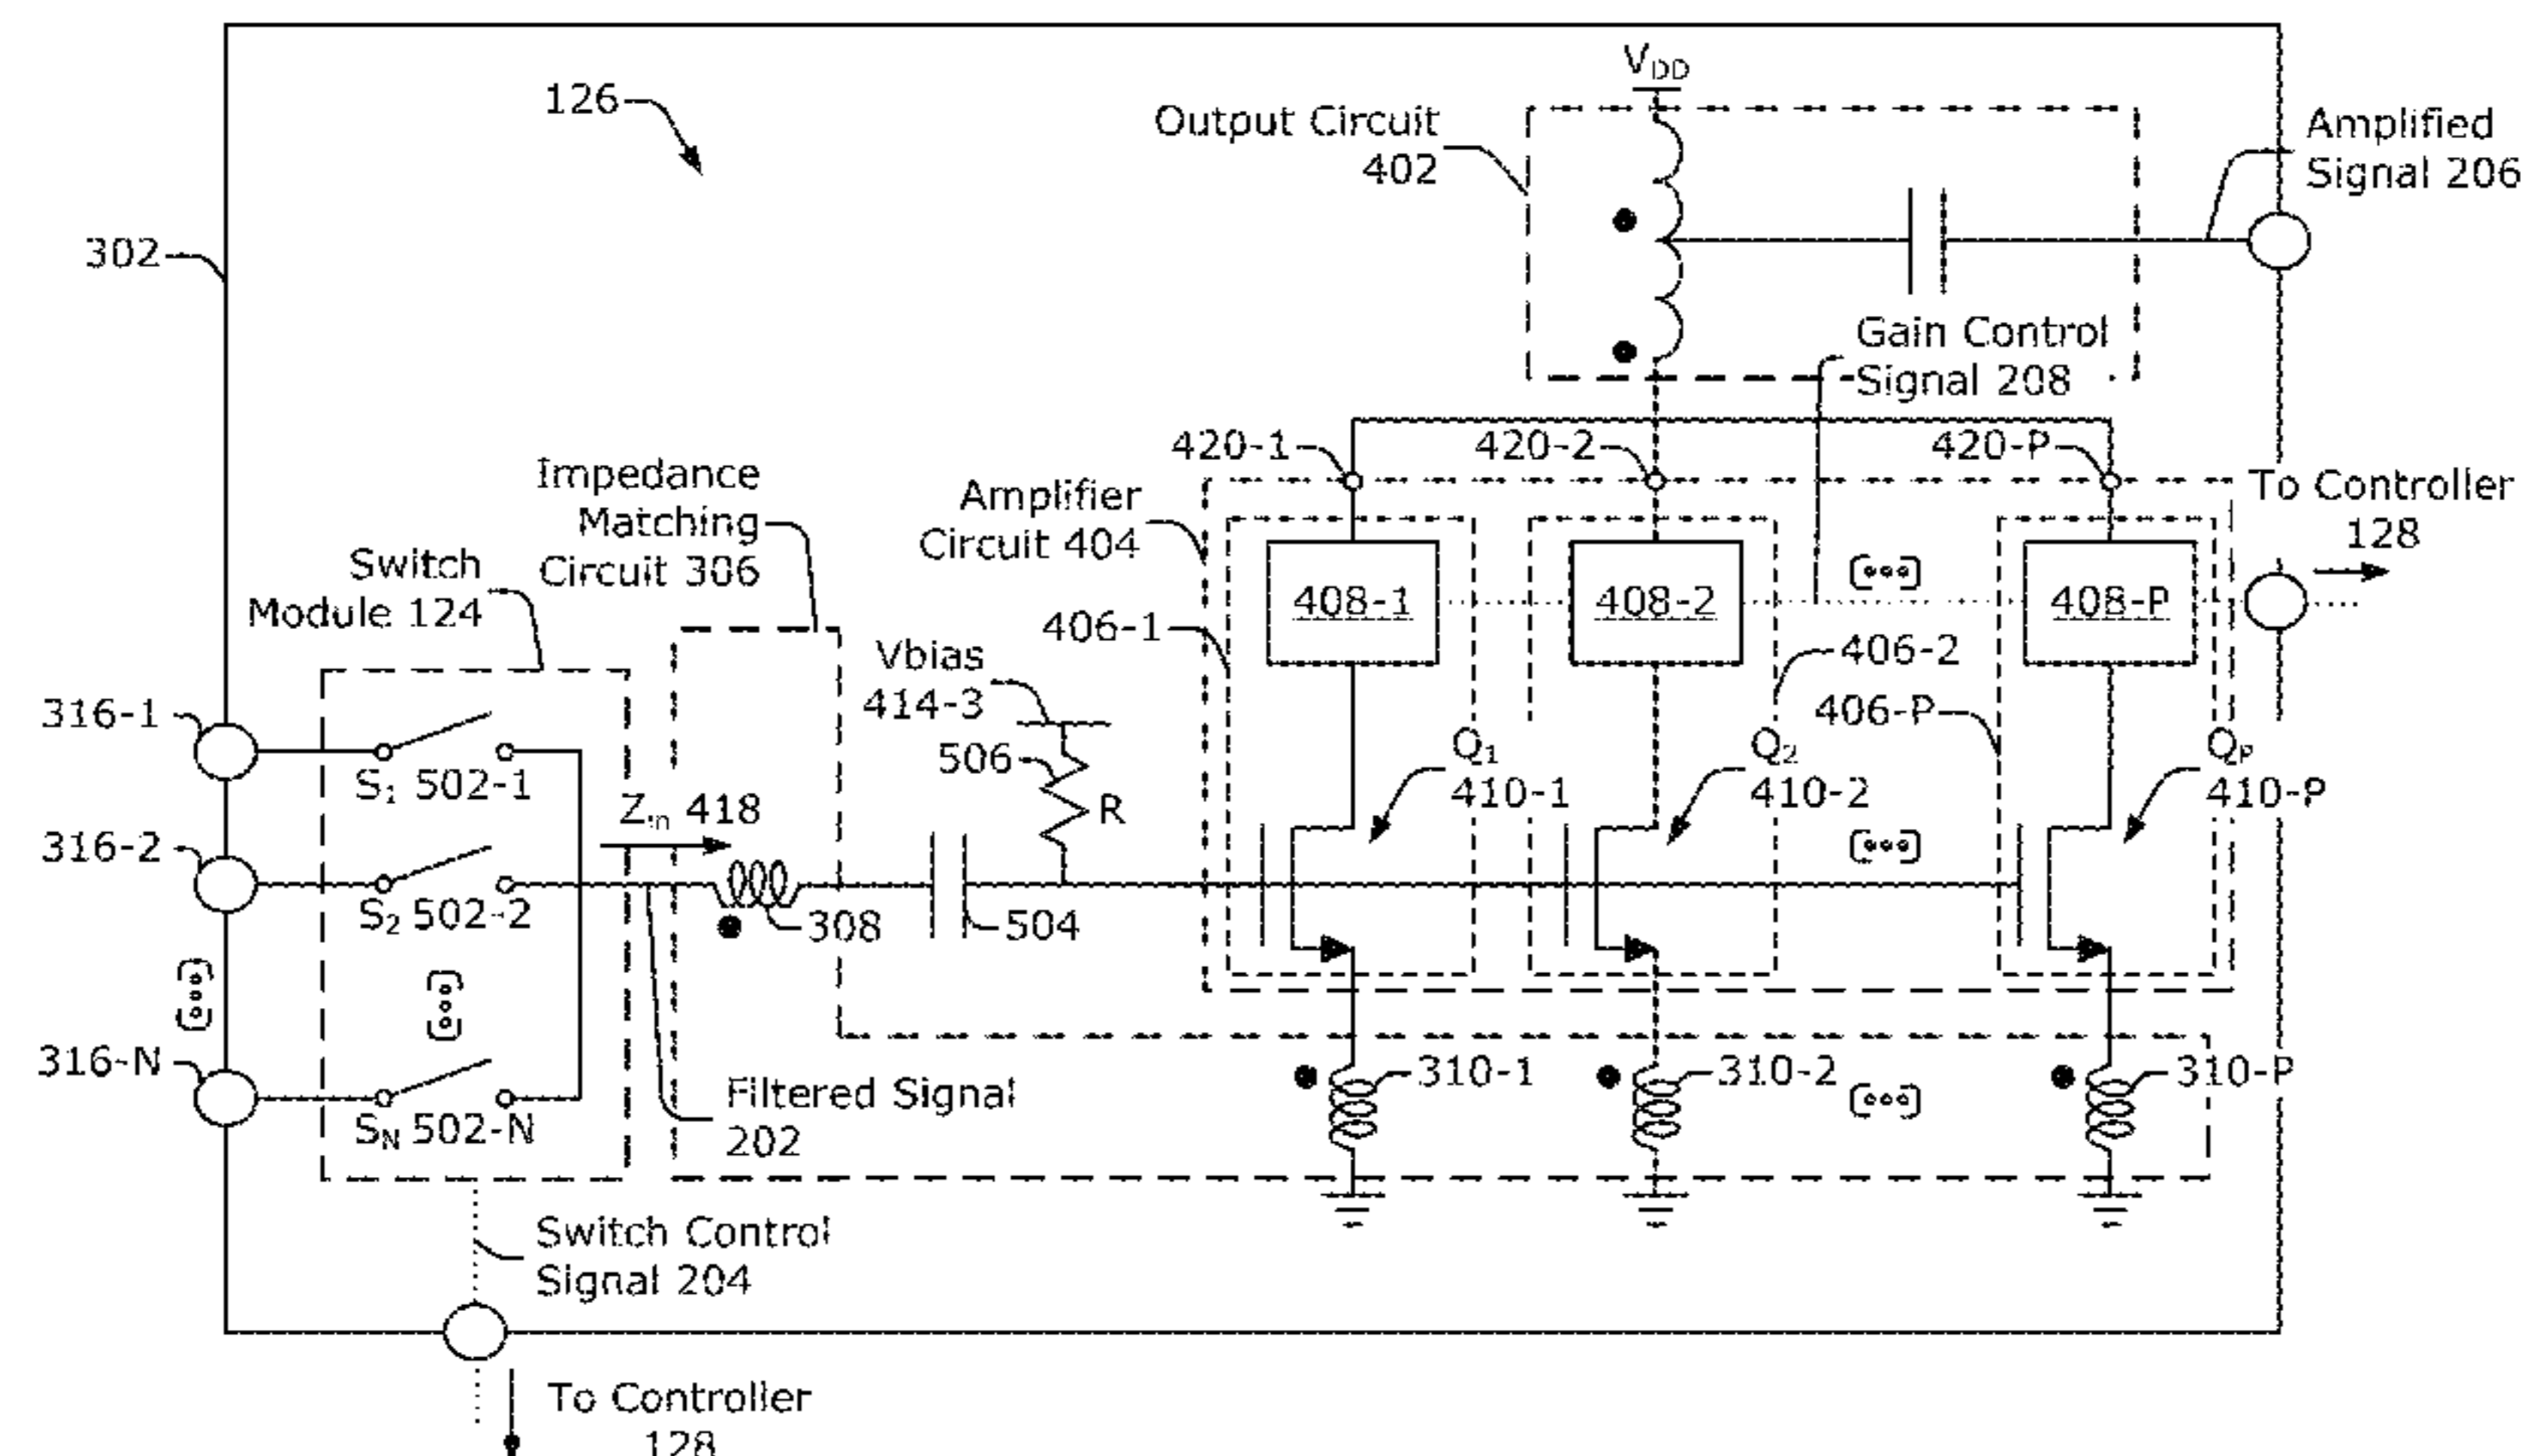 126
302
V_DD
Output Circuit
402
Amplified
Signal 206
Gain Control
Signal 208
420-1
420-2
420-P
To Controller
128
Impedance
Matching
Circuit 306
Amplifier
Circuit 404
Switch
Module 124
408-1
408-2
408-P
406-1
406-2
406-P
Vbias
414-3
506
R
316-1
S₁ 502-1
Z_in 418
Q₁
410-1
Q₂
410-2
Q_P
410-P
316-2
S₂ 502-2
308
504
316-N
S_N 502-N
Filtered Signal
202
310-1
310-2
310-P
Switch Control
Signal 204
To Controller
128